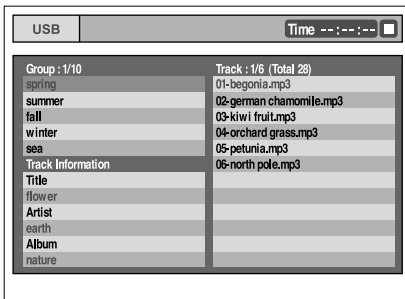 USB
Time --:--:--
Group : 1/10
spring
summer
fall
winter
sea
Track Information
Title
flower
Artist
earth
Album
nature
Track : 1/6 (Total 28)
01-begonia.mp3
02-german chamomile.mp3
03-kiwi fruit.mp3
04-orchard grass.mp3
05-petunia.mp3
06-north pole.mp3